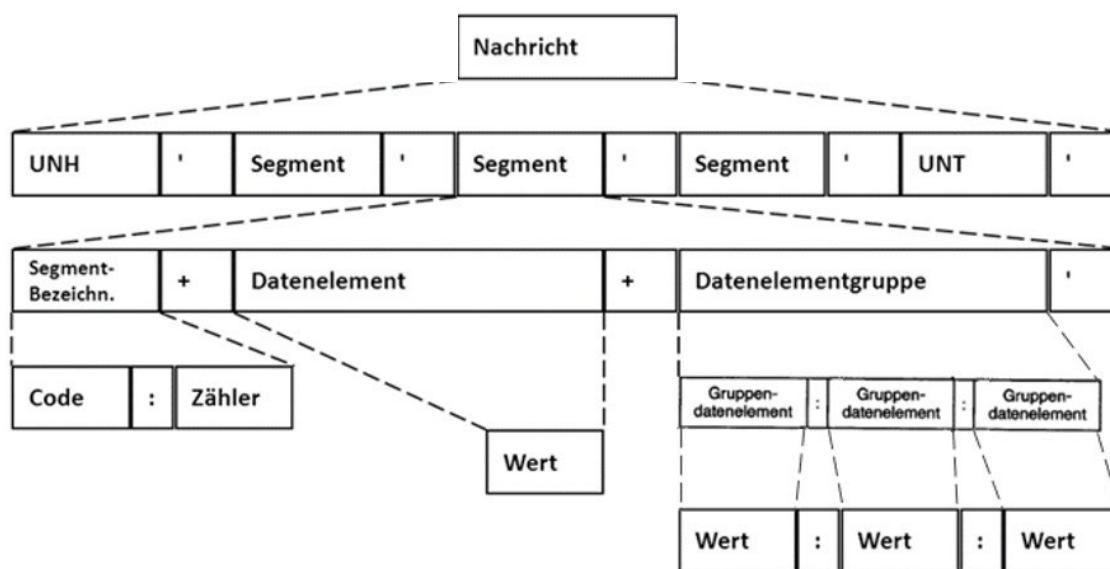 Nachricht
UNH ' Segment ' Segment ' Segment ' UNT '
Segment-
Bezeichn. + Datenelement + Datenelementgruppe '
Code : Zähler
Gruppen-
datenelement : Gruppen-
datenelement : Gruppen-
datenelement
Wert
Wert : Wert : Wert